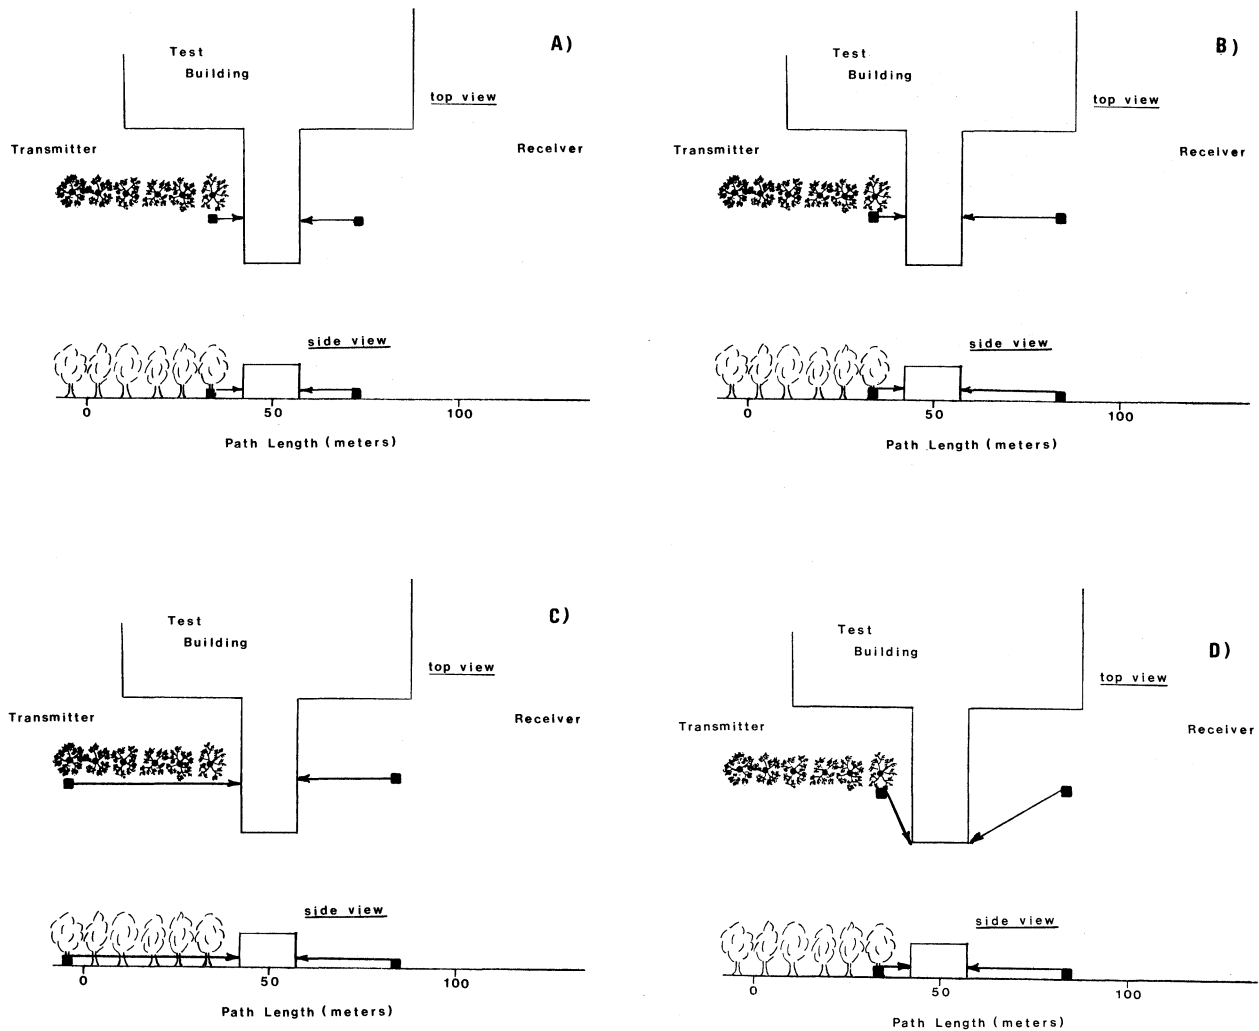 A)
Test
Building
top view
Transmitter
Receiver
side view
0 50 100
Path Length (meters)
B)
Test
Building
top view
Transmitter
Receiver
side view
0 50 100
Path Length (meters)
C)
Test
Building
top view
Transmitter
Receiver
side view
0 50 100
Path Length (meters)
D)
Test
Building
top view
Transmitter
Receiver
side view
0 50 100
Path Length (meters)